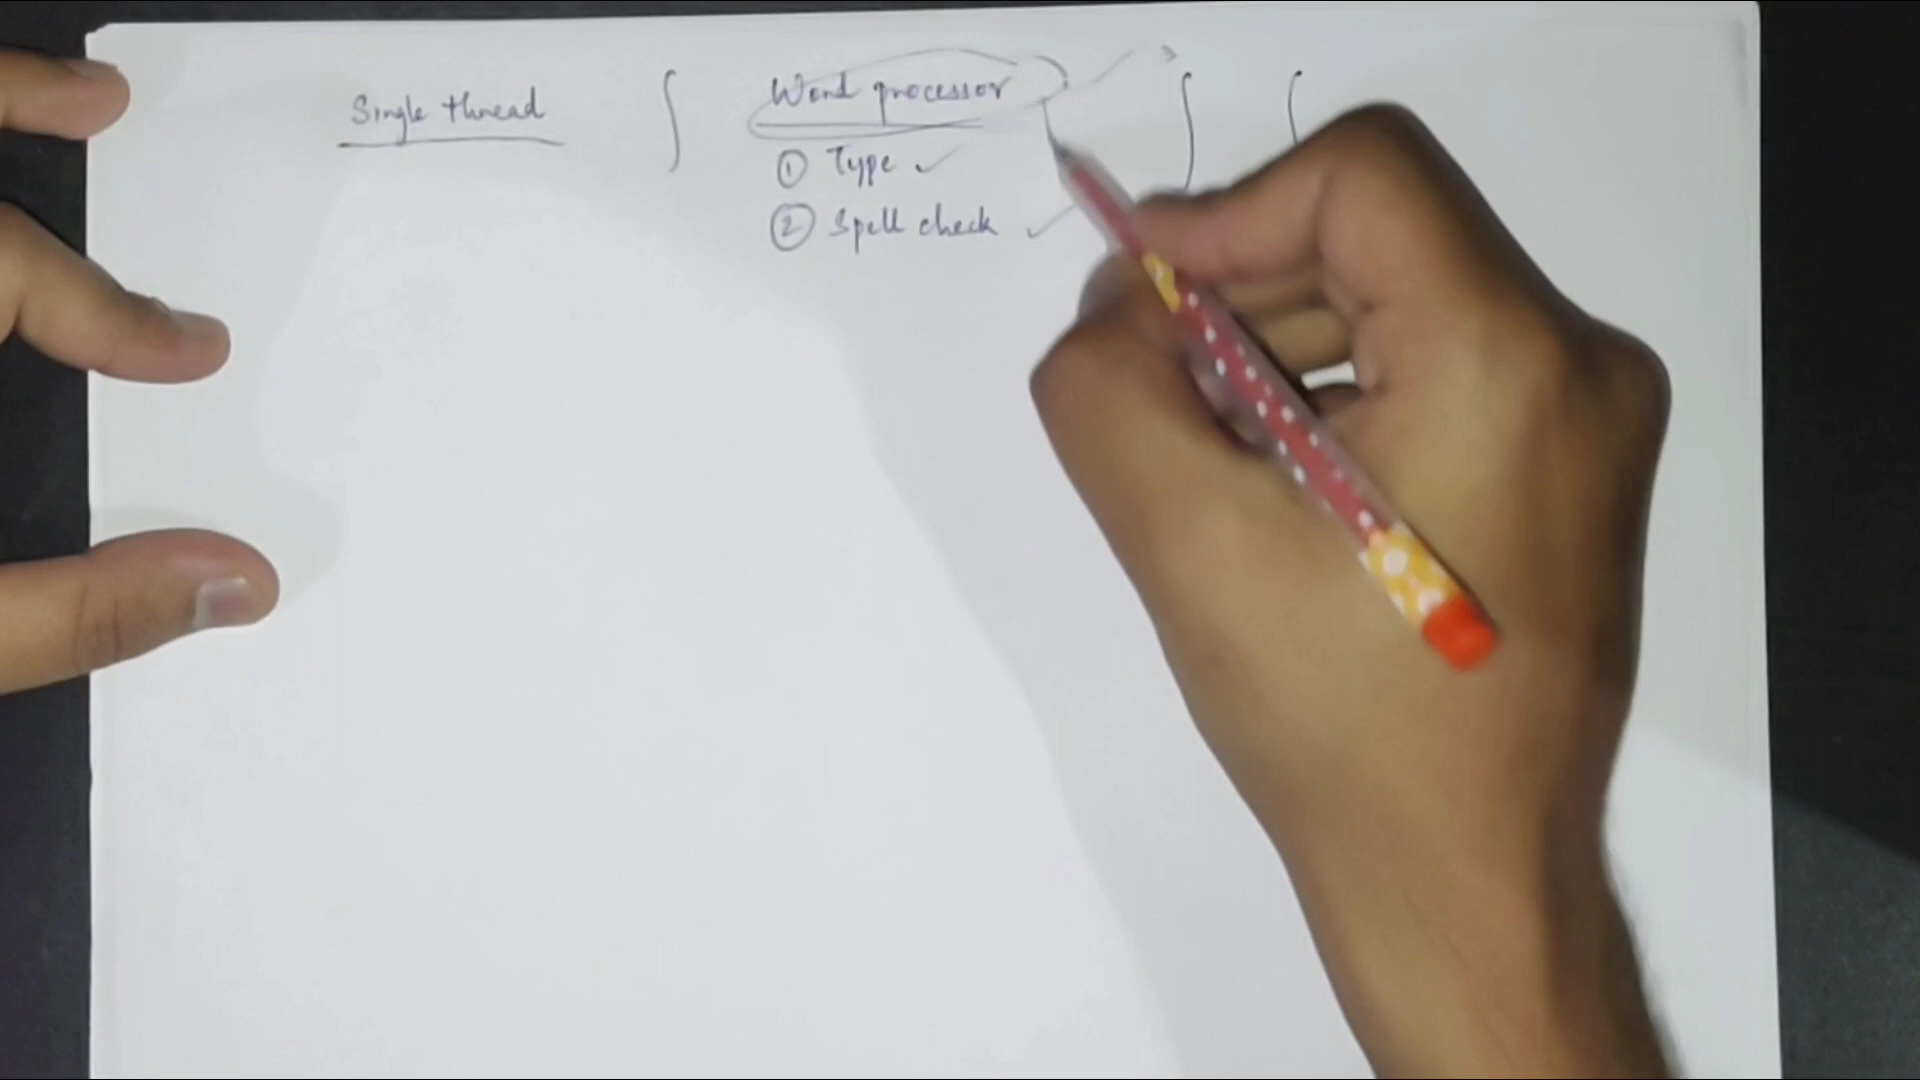 Single thread
Word processor
① Type ✓
② Spell check ✓